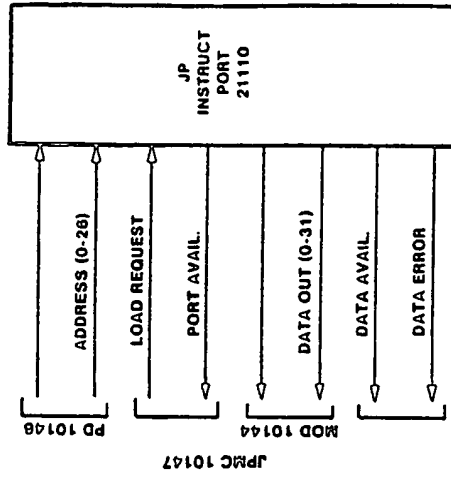 JP
INSTRUCT
PORT
21110
ADDRESS (0-26)
LOAD REQUEST
PORT AVAIL.
DATA OUT (0-31)
DATA AVAIL.
DATA ERROR
PD 10146
MOD 10144
JPMC 10147